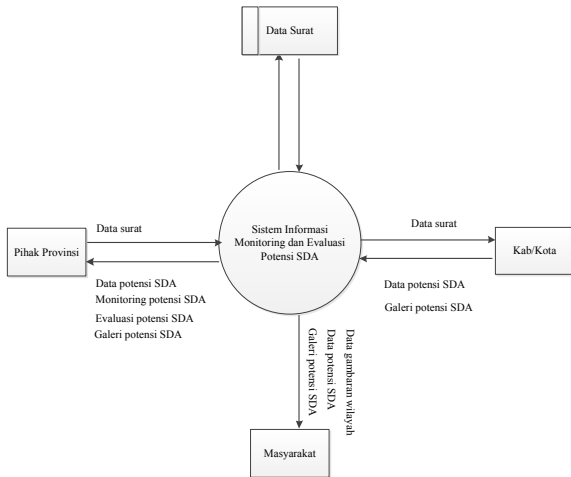 Data Surat
Sistem Informasi
Monitoring dan Evaluasi
Potensi SDA
Pihak Provinsi
Data surat
Data potensi SDA
Monitoring potensi SDA
Evaluasi potensi SDA
Galeri potensi SDA
Data surat
Kab/Kota
Data potensi SDA
Galeri potensi SDA
Data gambaran wilayah
Data potensi SDA
Galeri potensi SDA
Masyarakat